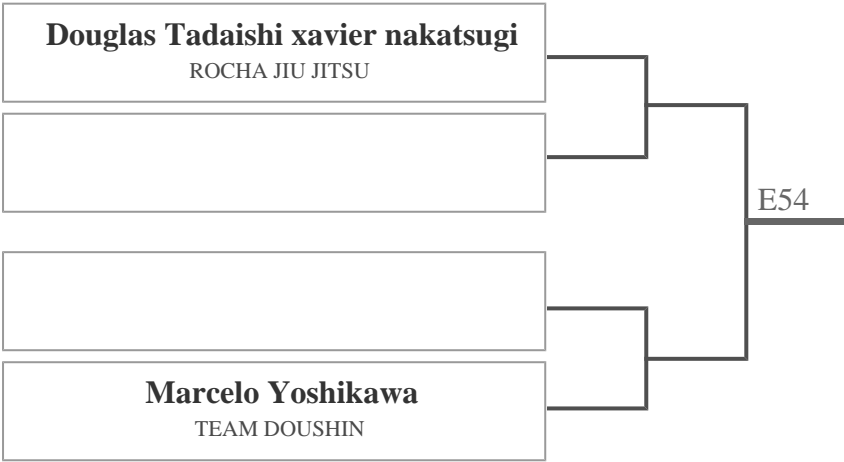 Douglas Tadaishi xavier nakatsugi
ROCHA JIU JITSU
E54
Marcelo Yoshikawa
TEAM DOUSHIN